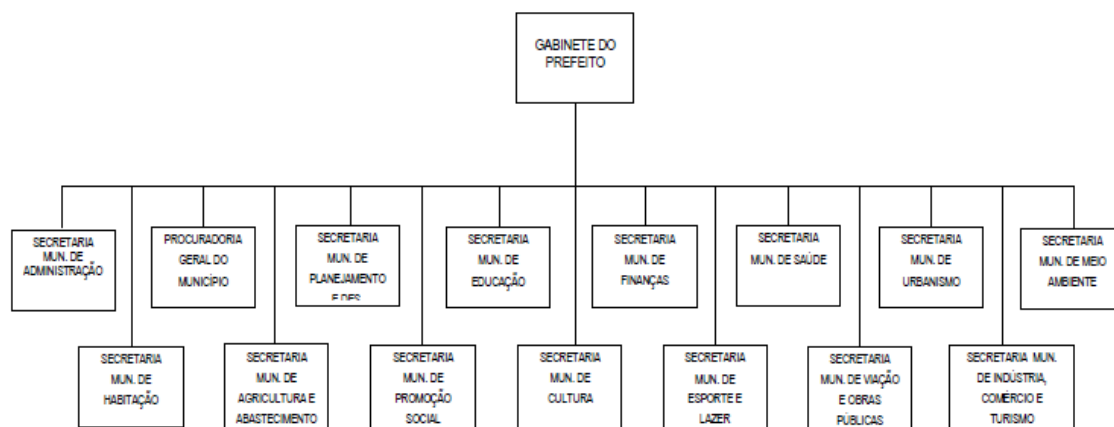 GABINETE DO
PREFEITO
SECRETARIA
MUN. DE
ADMINISTRAÇÃO
PROCURADORIA
GERAL DO
MUNICÍPIO
SECRETARIA
MUN. DE
PLANEJAMENTO
E DES
SECRETARIA
MUN. DE
EDUCAÇÃO
SECRETARIA
MUN. DE
FINANÇAS
SECRETARIA
MUN. DE SAÚDE
SECRETARIA
MUN. DE
URBANISMO
SECRETARIA
MUN. DE MEIO
AMBIENTE
SECRETARIA
MUN. DE
HABITAÇÃO
SECRETARIA
MUN. DE
AGRICULTURA E
ABASTECIMENTO
SECRETARIA
MUN. DE
PROMOÇÃO
SOCIAL
SECRETARIA
MUN. DE
CULTURA
SECRETARIA
MUN. DE
ESPORTE E
LAZER
SECRETARIA
MUN. DE VIAÇÃO
E OBRAS
PÚBLICAS
SECRETARIA MUN.
DE INDÚSTRIA,
COMÉRCIO E
TURISMO